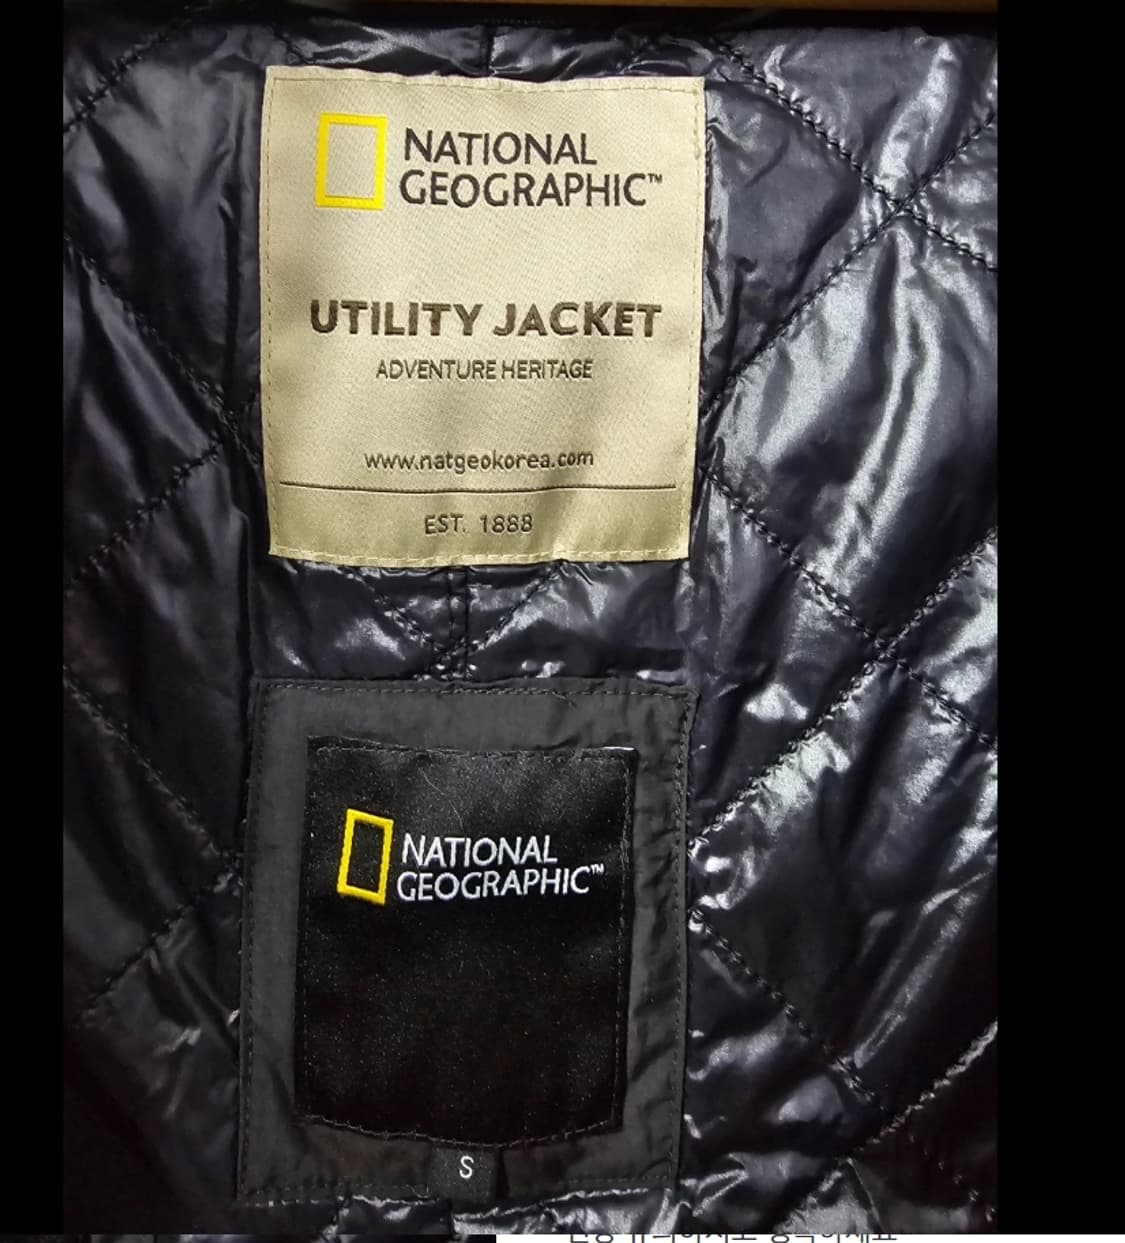 NATIONAL
GEOGRAPHIC™
UTILITY JACKET
ADVENTURE HERITAGE
www.natgeokorea.com
EST. 1888
NATIONAL
GEOGRAPHIC™
S